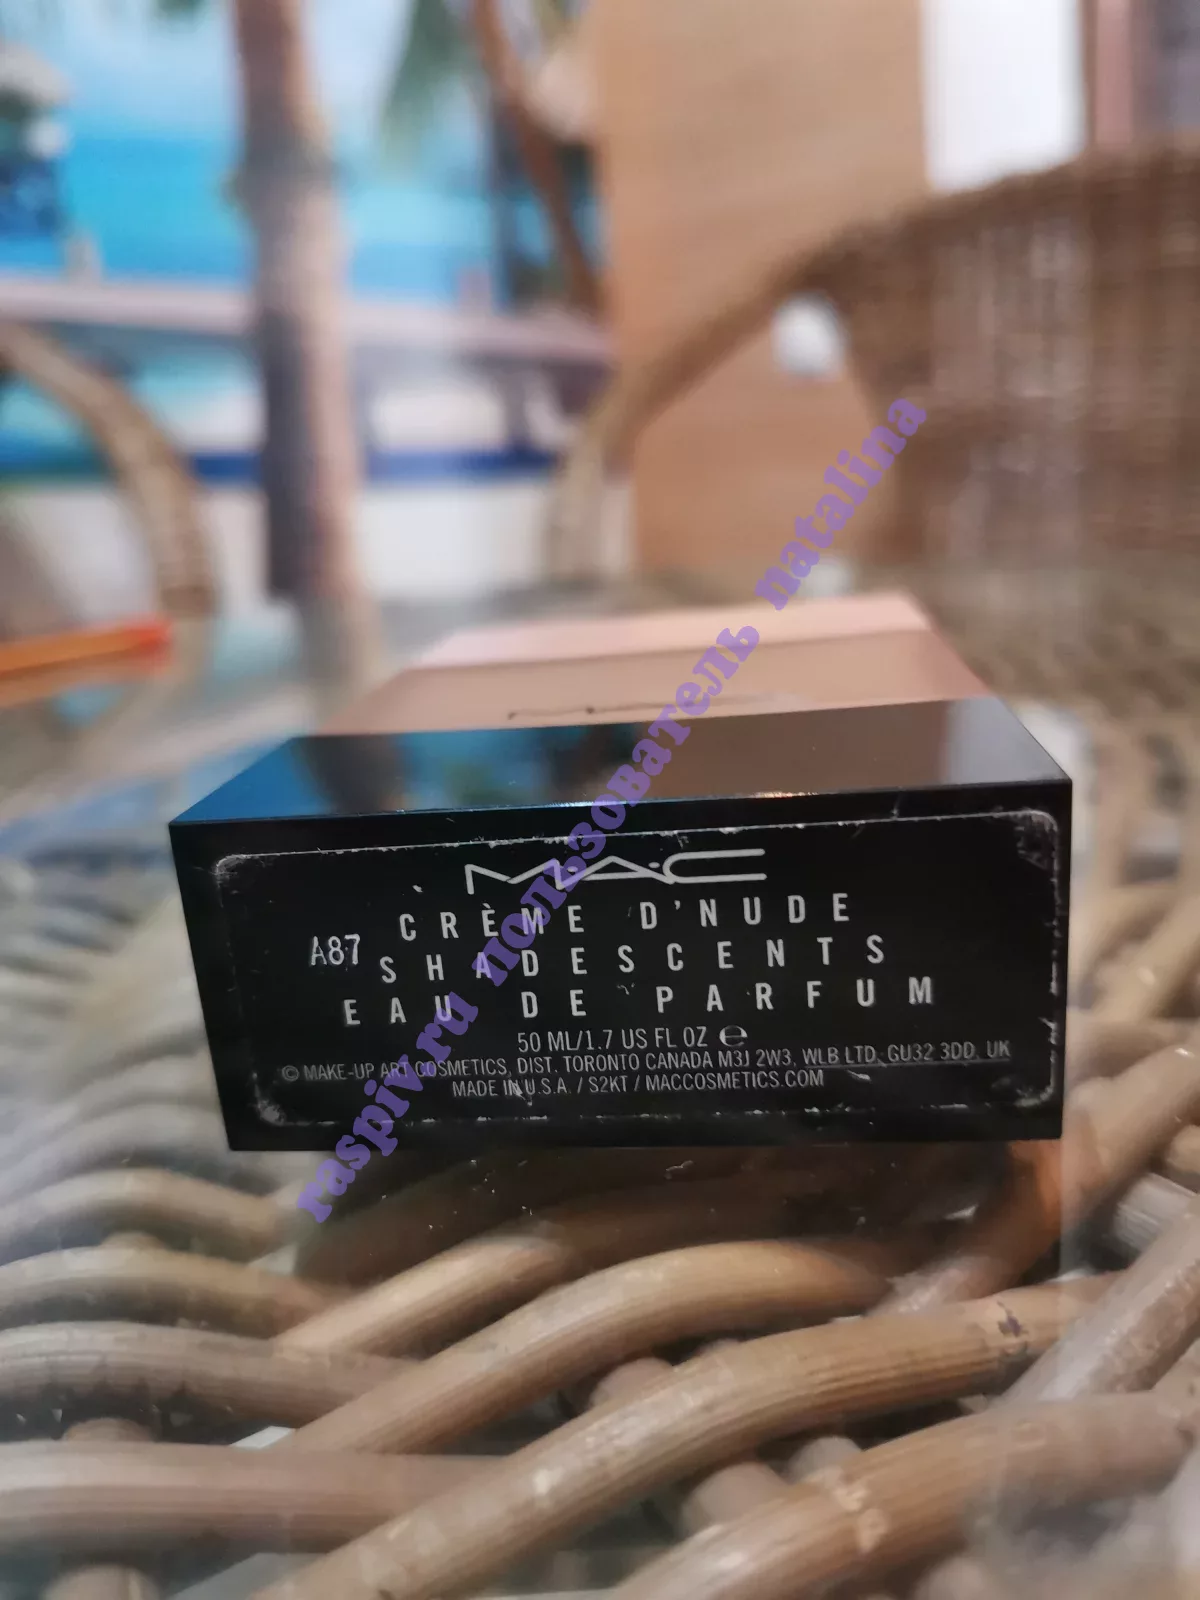 MAC
CRÈME D'NUDE
A87
SHADESCENTS
EAU DE PARFUM
50 ML/1.7 US FL OZ ℮
© MAKE-UP ART COSMETICS, DIST. TORONTO CANADA M3J 2W3. WLB LTD, GU32 3DD, UK
MADE IN U.S.A. / S2KT / MACCOSMETICS.COM
raspiv.ru пользователь natalina